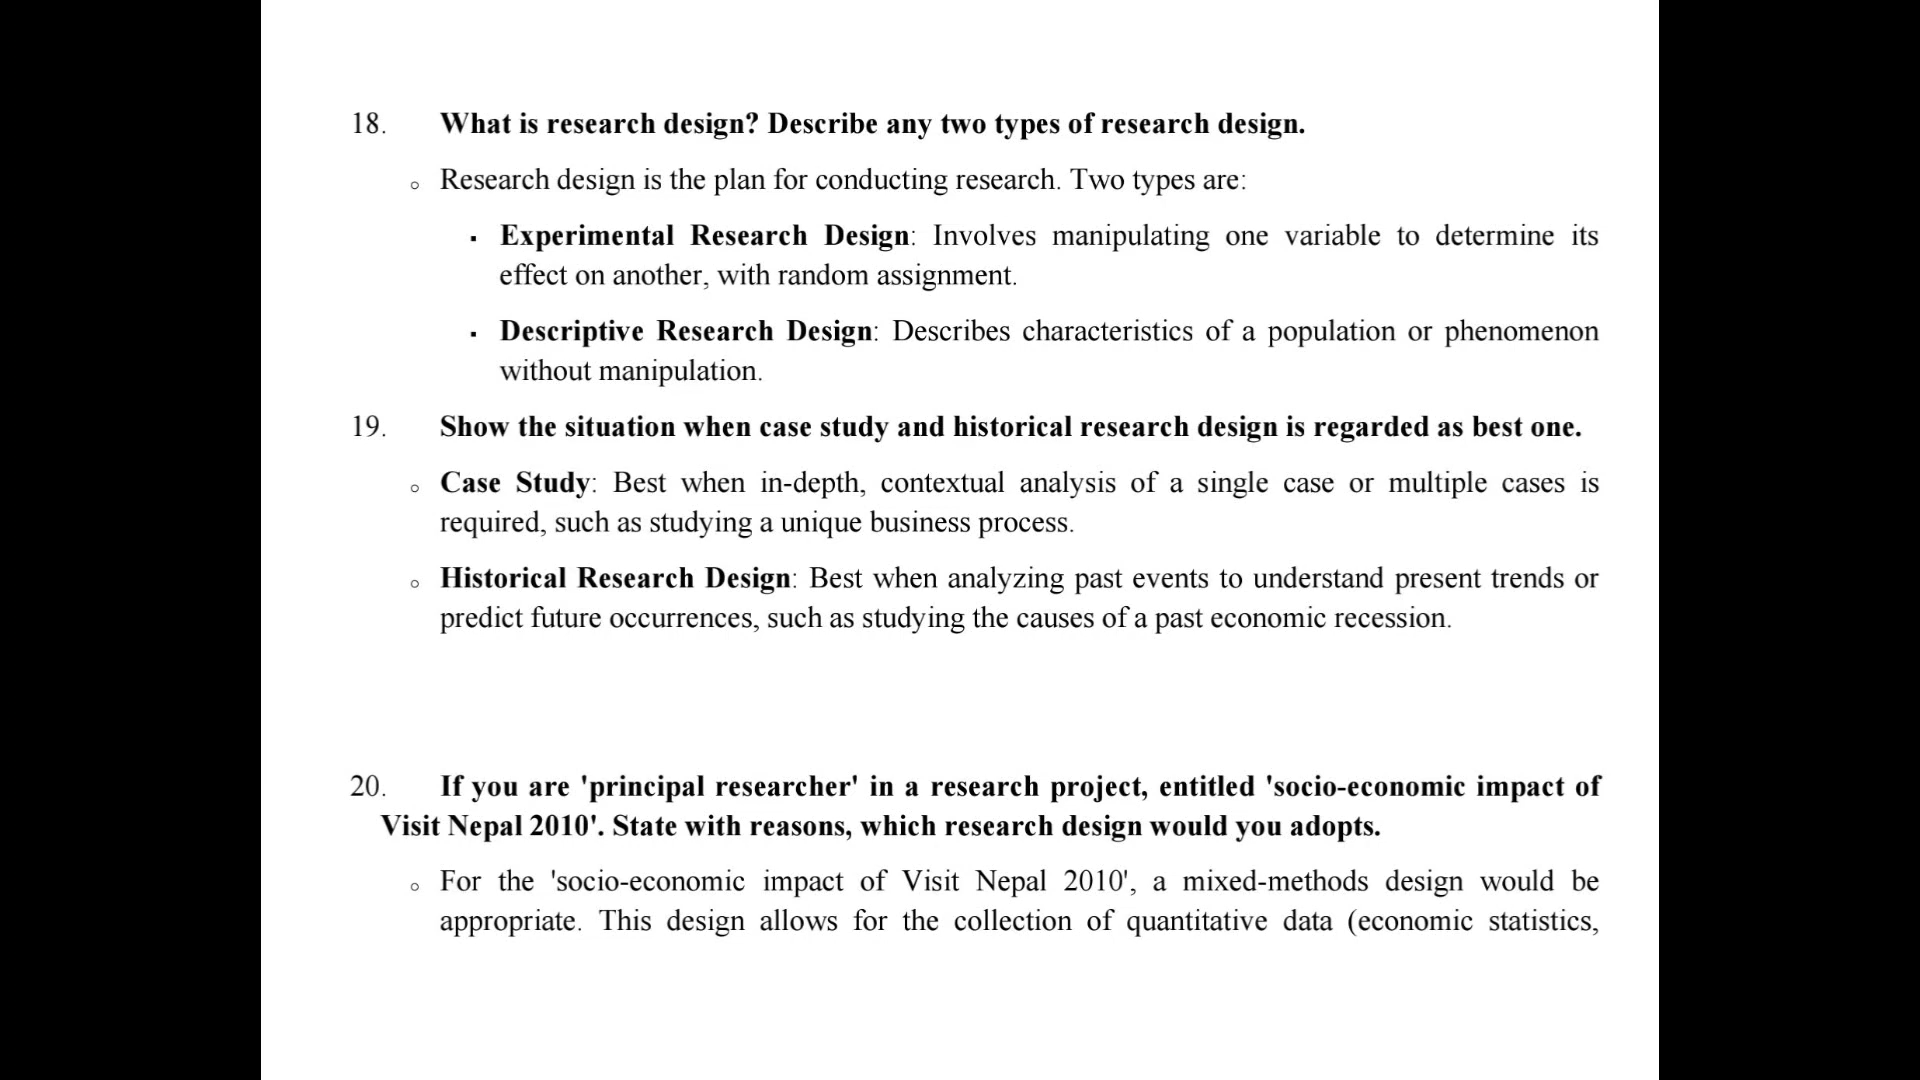 18. What is research design? Describe any two types of research design.
○ Research design is the plan for conducting research. Two types are:
▪ Experimental Research Design: Involves manipulating one variable to determine its
effect on another, with random assignment.
▪ Descriptive Research Design: Describes characteristics of a population or phenomenon
without manipulation.
19. Show the situation when case study and historical research design is regarded as best one.
○ Case Study: Best when in-depth, contextual analysis of a single case or multiple cases is
required, such as studying a unique business process.
○ Historical Research Design: Best when analyzing past events to understand present trends or
predict future occurrences, such as studying the causes of a past economic recession.
20. If you are 'principal researcher' in a research project, entitled 'socio-economic impact of
Visit Nepal 2010'. State with reasons, which research design would you adopts.
○ For the 'socio-economic impact of Visit Nepal 2010', a mixed-methods design would be
appropriate. This design allows for the collection of quantitative data (economic statistics,